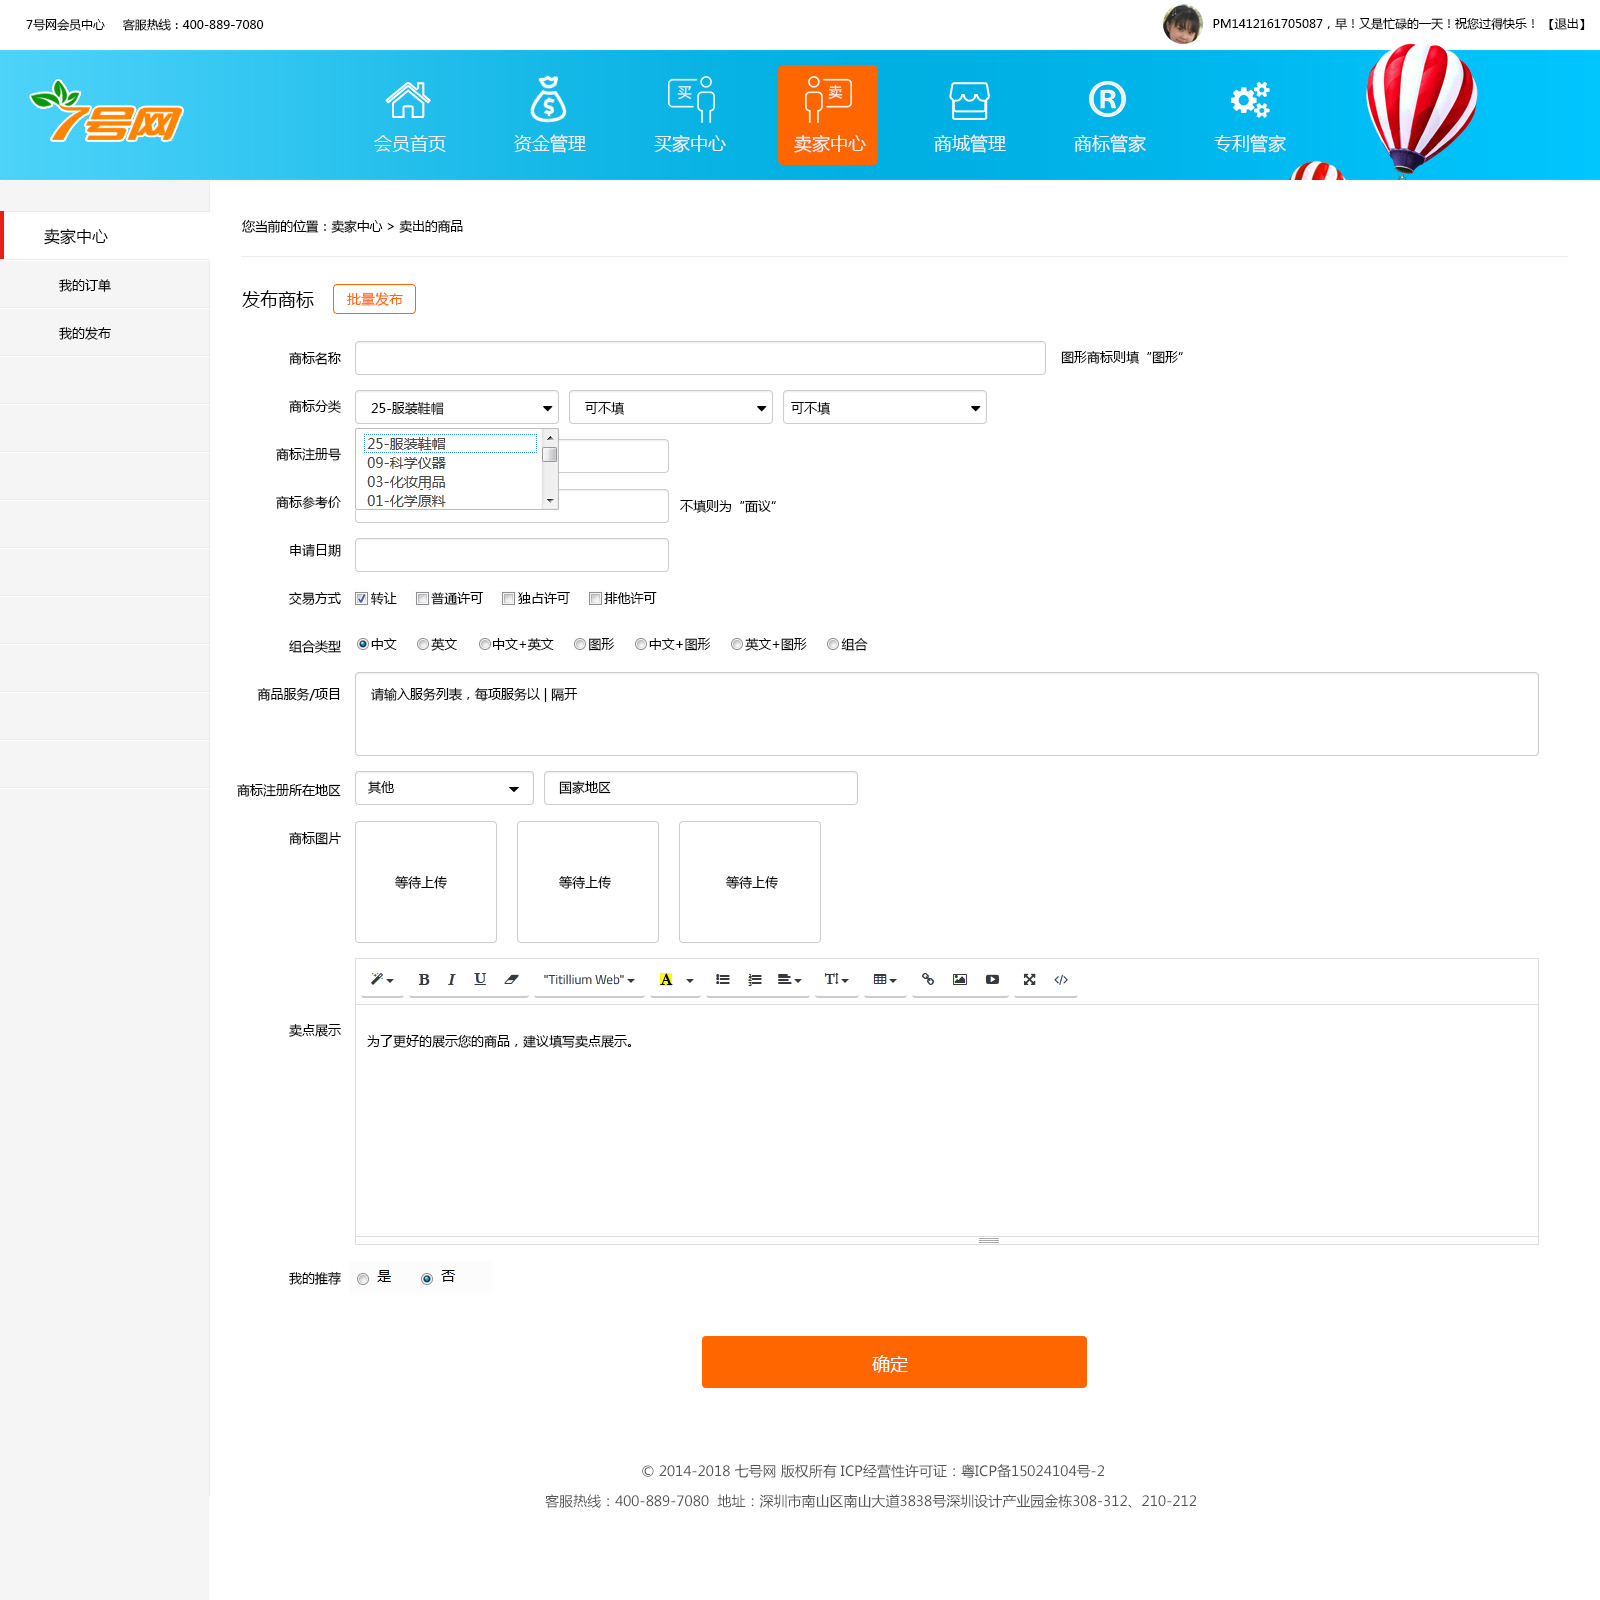 7号网会员中心 客服热线：400-889-7080
PM1412161705087，早！又是忙碌的一天！祝您过得快乐！ 【退出】
7号网
买
卖
R
会员首页 资金管理 买家中心 卖家中心 商城管理 商标管家 专利管家
卖家中心
我的订单
我的发布
您当前的位置：卖家中心 > 卖出的商品
发布商标 批量发布
商标名称 图形商标则填“图形”
商标分类 25-服装鞋帽 可不填 可不填
25-服装鞋帽
09-科学仪器
03-化妆用品
01-化学原料
商标注册号
商标参考价 不填则为“面议”
申请日期
交易方式 转让 普通许可 独占许可 排他许可
组合类型 中文 英文 中文+英文 图形 中文+图形 英文+图形 组合
商品服务/项目 请输入服务列表，每项服务以 | 隔开
商标注册所在地区 其他 国家地区
商标图片
等待上传 等待上传 等待上传
B I U "Titillium Web" A TI </>
卖点展示
为了更好的展示您的商品，建议填写卖点展示。
我的推荐 是 否
确定
© 2014-2018 七号网 版权所有 ICP经营性许可证：粤ICP备15024104号-2
客服热线：400-889-7080 地址：深圳市南山区南山大道3838号深圳设计产业园金栋308-312、210-212